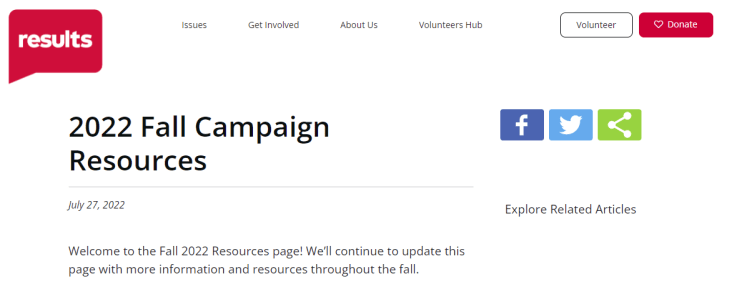 results
Issues
Get Involved
About Us
Volunteers Hub
Volunteer
Donate
2022 Fall Campaign
Resources
July 27, 2022
Explore Related Articles
Welcome to the Fall 2022 Resources page! We’ll continue to update this
page with more information and resources throughout the fall.